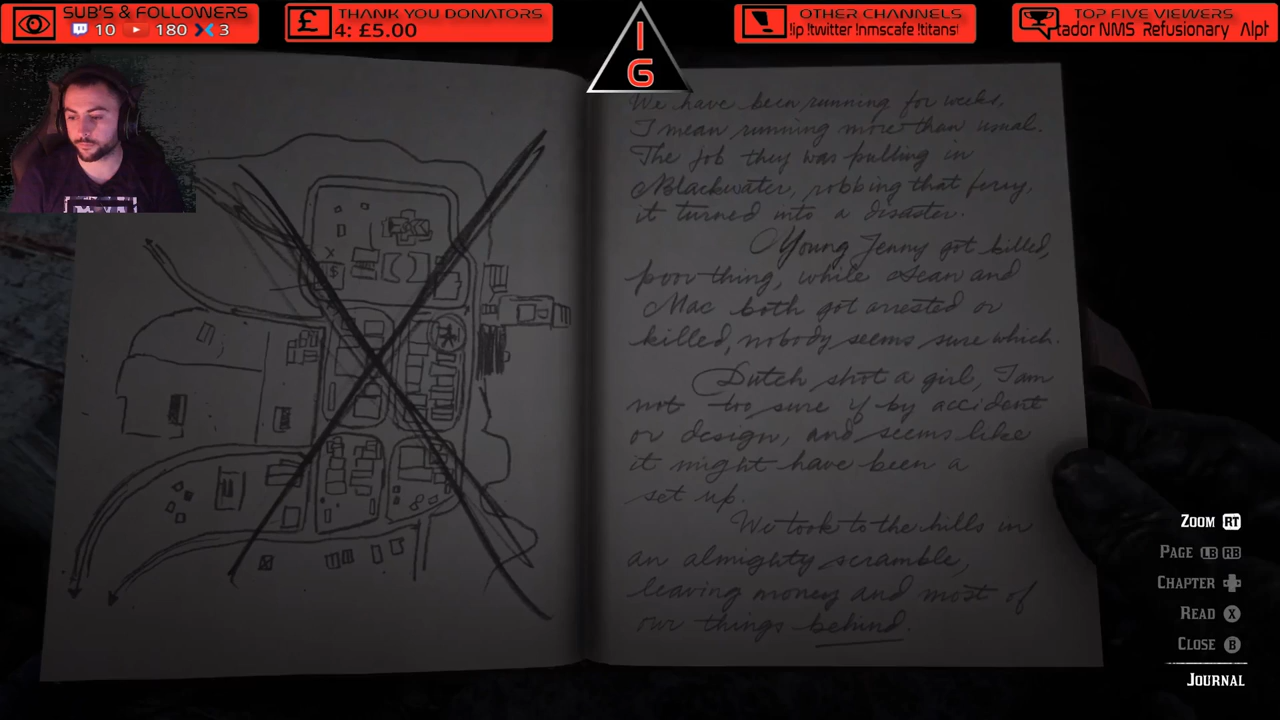 SUB'S & FOLLOWERS
10 180 3
THANK YOU DONATORS
4: £5.00
I
G
OTHER CHANNELS
!ip !twitter !nmscafe !titans
TOP FIVE VIEWERS
tador NMS Refusionary Alpt
We have been running for weeks,
I mean running more than usual.
The job they was pulling in
Blackwater, robbing that ferry,
it turned into a disaster.
Young Jenny got killed,
poor thing, while Sean and
Mac both got arrested or
killed, nobody seems sure which.
Dutch shot a girl, I am
not too sure if by accident
or design, and seems like
it might have been a
set up.
We took to the hills in
an almighty scramble,
leaving money and most of
our things behind.
X
$
ZOOM RT
PAGE LB RB
CHAPTER
READ X
CLOSE B
JOURNAL